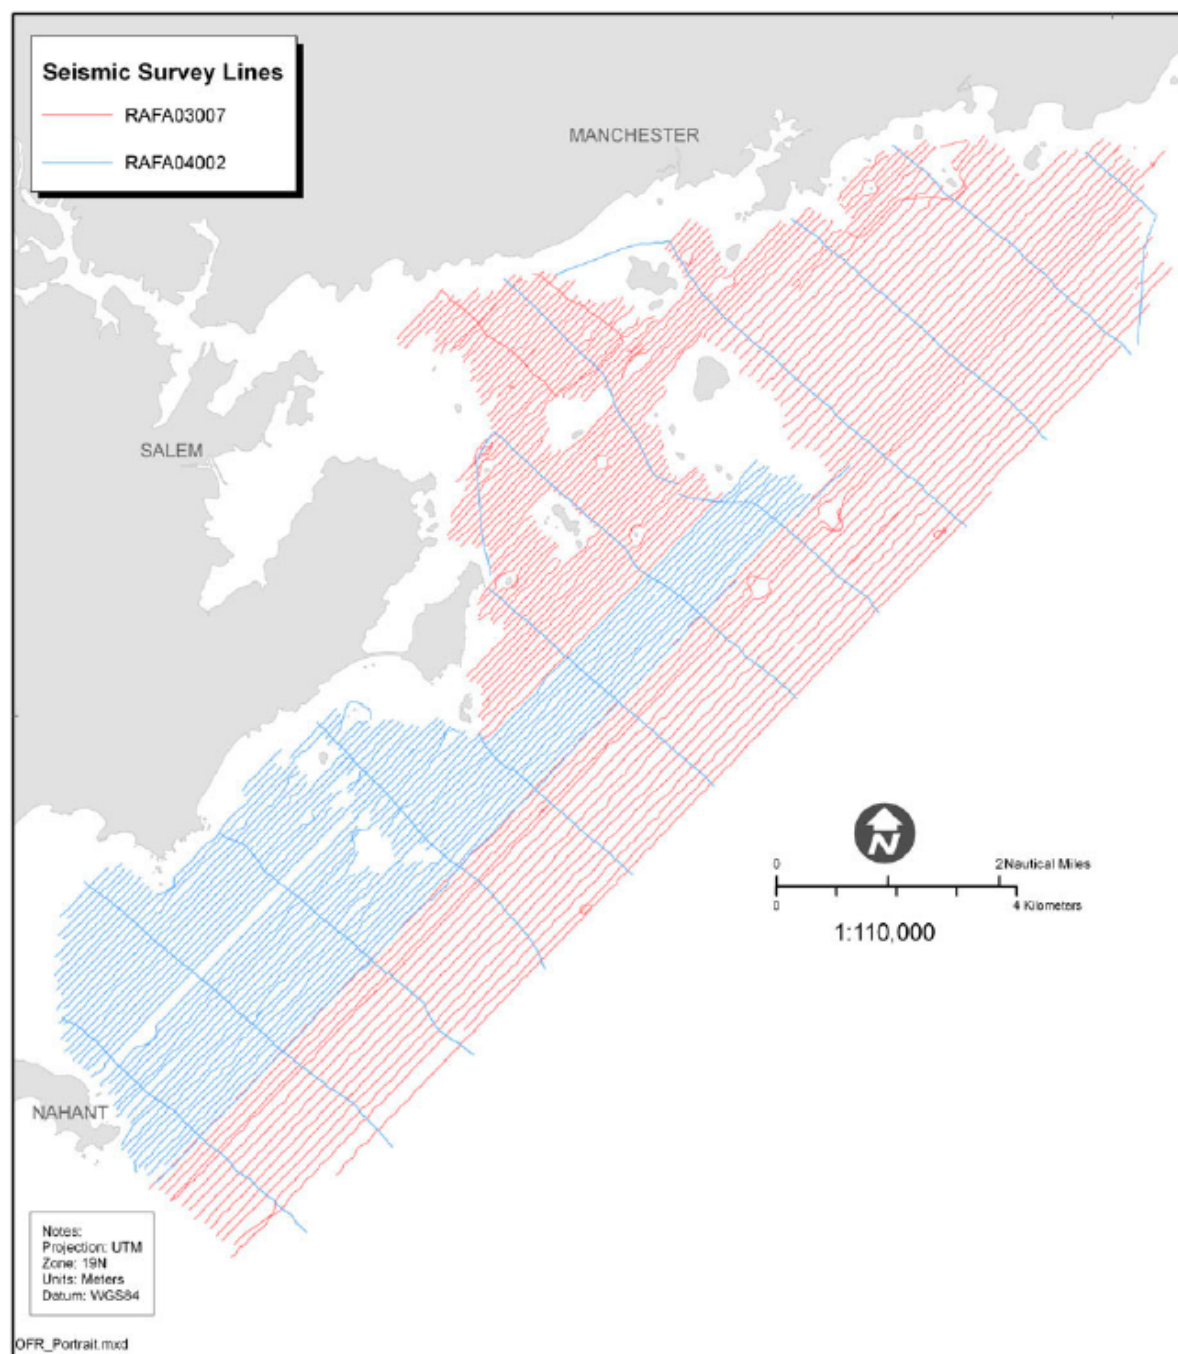 Seismic Survey Lines
RAFA03007
RAFA04002
MANCHESTER
SALEM
N
0 2Nautical Miles
0 4 Kilometers
1:110,000
NAHANT
Notes:
Projection: UTM
Zone: 19N
Units: Meters
Datum: WGS84
OFR_Portrait.mxd